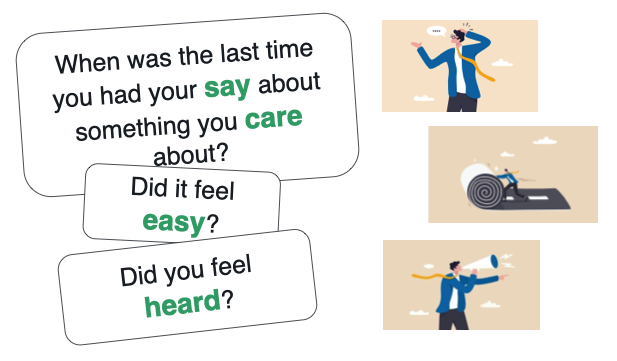 When was the last time
you had your say about
something you care
about?
Did it feel
easy?
Did you feel
heard?